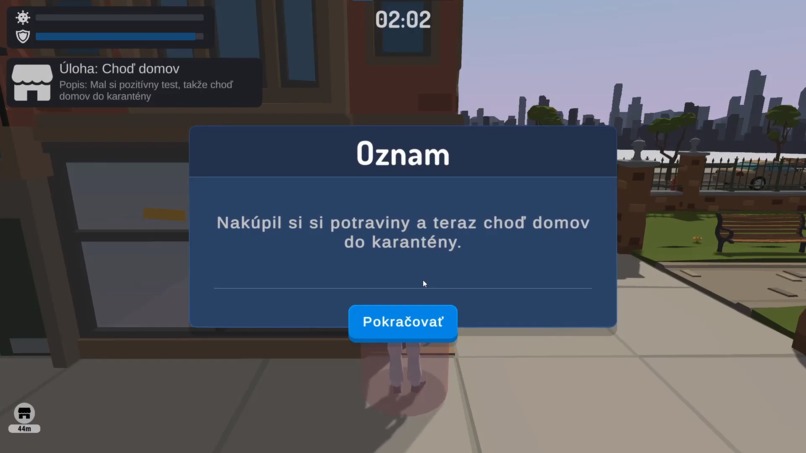 02:02
Úloha: Choď domov
Popis: Mal si pozitívny test, takže choď
domov do karantény
Oznam
Nakúpil si si potraviny a teraz choď domov
do karantény.
Pokračovať
44m